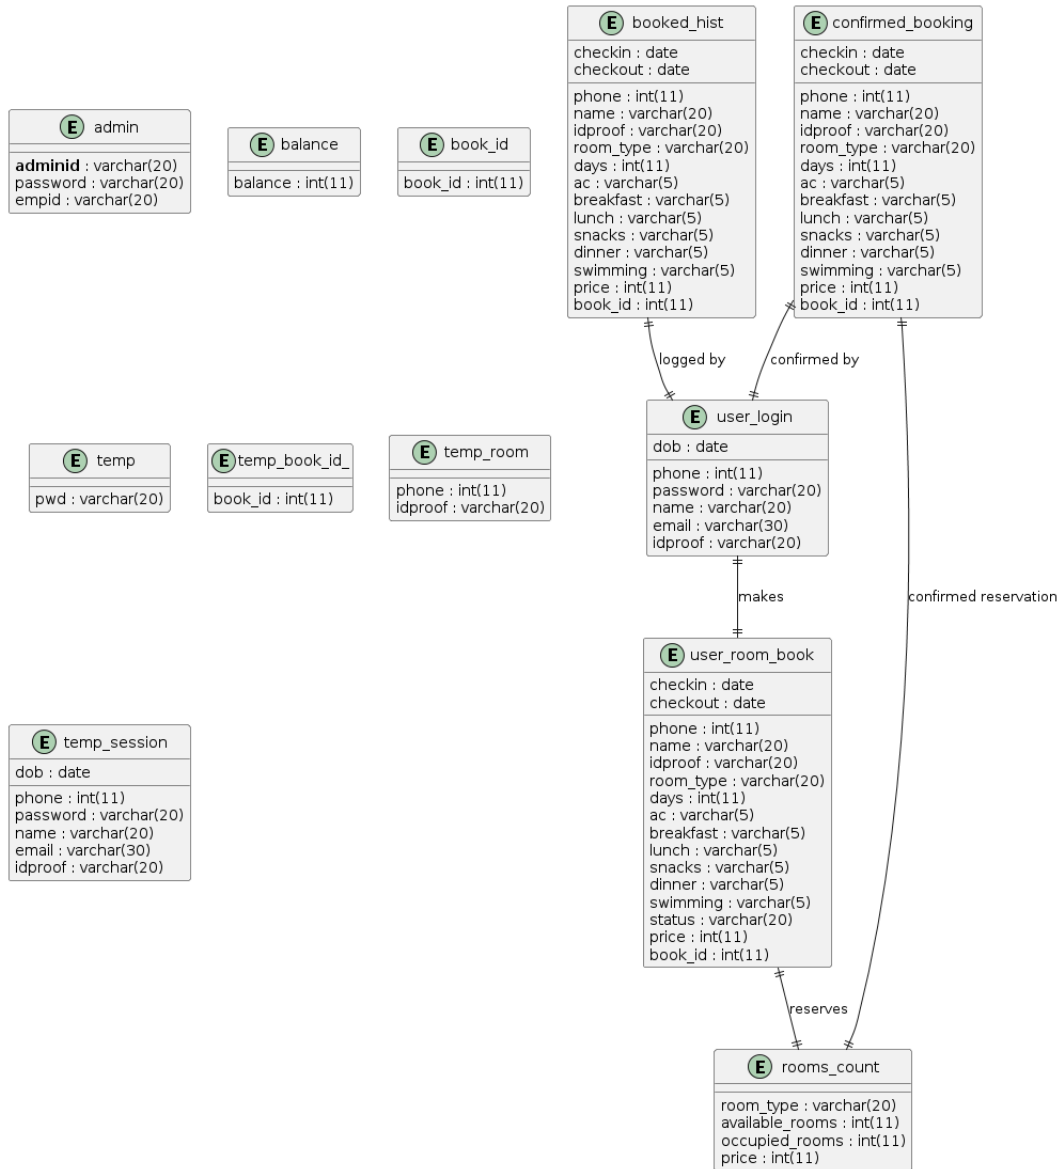 E booked_hist
checkin : date
checkout : date
phone : int(11)
name : varchar(20)
idproof : varchar(20)
room_type : varchar(20)
days : int(11)
ac : varchar(5)
breakfast : varchar(5)
lunch : varchar(5)
snacks : varchar(5)
dinner : varchar(5)
swimming : varchar(5)
price : int(11)
book_id : int(11)
E confirmed_booking
checkin : date
checkout : date
phone : int(11)
name : varchar(20)
idproof : varchar(20)
room_type : varchar(20)
days : int(11)
ac : varchar(5)
breakfast : varchar(5)
lunch : varchar(5)
snacks : varchar(5)
dinner : varchar(5)
swimming : varchar(5)
price : int(11)
book_id : int(11)
E admin
adminid : varchar(20)
password : varchar(20)
empid : varchar(20)
E balance
balance : int(11)
E book_id
book_id : int(11)
logged by
confirmed by
E temp
pwd : varchar(20)
E temp_book_id_
book_id : int(11)
E temp_room
phone : int(11)
idproof : varchar(20)
E user_login
dob : date
phone : int(11)
password : varchar(20)
name : varchar(20)
email : varchar(30)
idproof : varchar(20)
makes
confirmed reservation
E temp_session
dob : date
phone : int(11)
password : varchar(20)
name : varchar(20)
email : varchar(30)
idproof : varchar(20)
E user_room_book
checkin : date
checkout : date
phone : int(11)
name : varchar(20)
idproof : varchar(20)
room_type : varchar(20)
days : int(11)
ac : varchar(5)
breakfast : varchar(5)
lunch : varchar(5)
snacks : varchar(5)
dinner : varchar(5)
swimming : varchar(5)
status : varchar(20)
price : int(11)
book_id : int(11)
reserves
E rooms_count
room_type : varchar(20)
available_rooms : int(11)
occupied_rooms : int(11)
price : int(11)